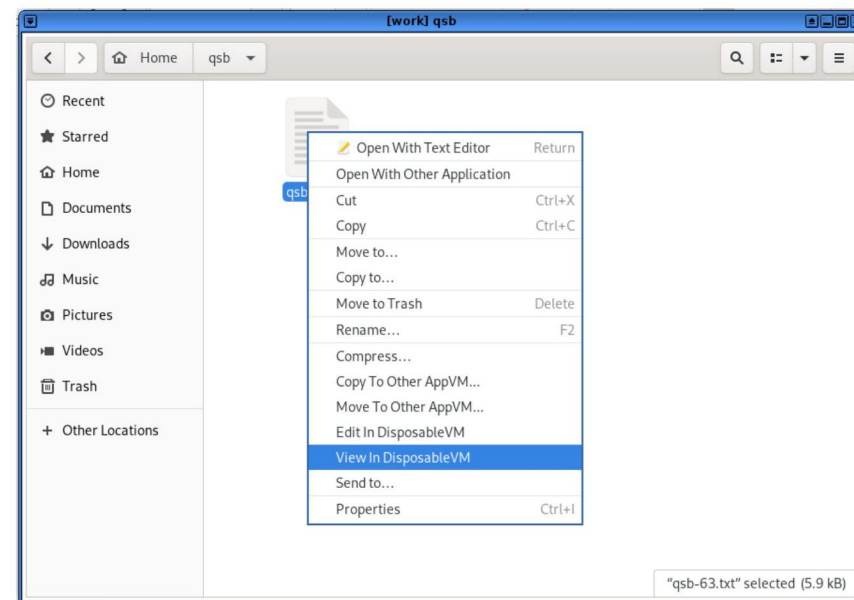 [work] qsb
Home qsb
Recent
Starred
Home
Documents
Downloads
Music
Pictures
Videos
Trash
+ Other Locations
qsb
Open With Text Editor Return
Open With Other Application
Cut Ctrl+X
Copy Ctrl+C
Move to…
Copy to…
Move to Trash Delete
Rename… F2
Compress…
Copy To Other AppVM…
Move To Other AppVM…
Edit In DisposableVM
View In DisposableVM
Send to…
Properties Ctrl+I
"qsb-63.txt" selected (5.9 kB)